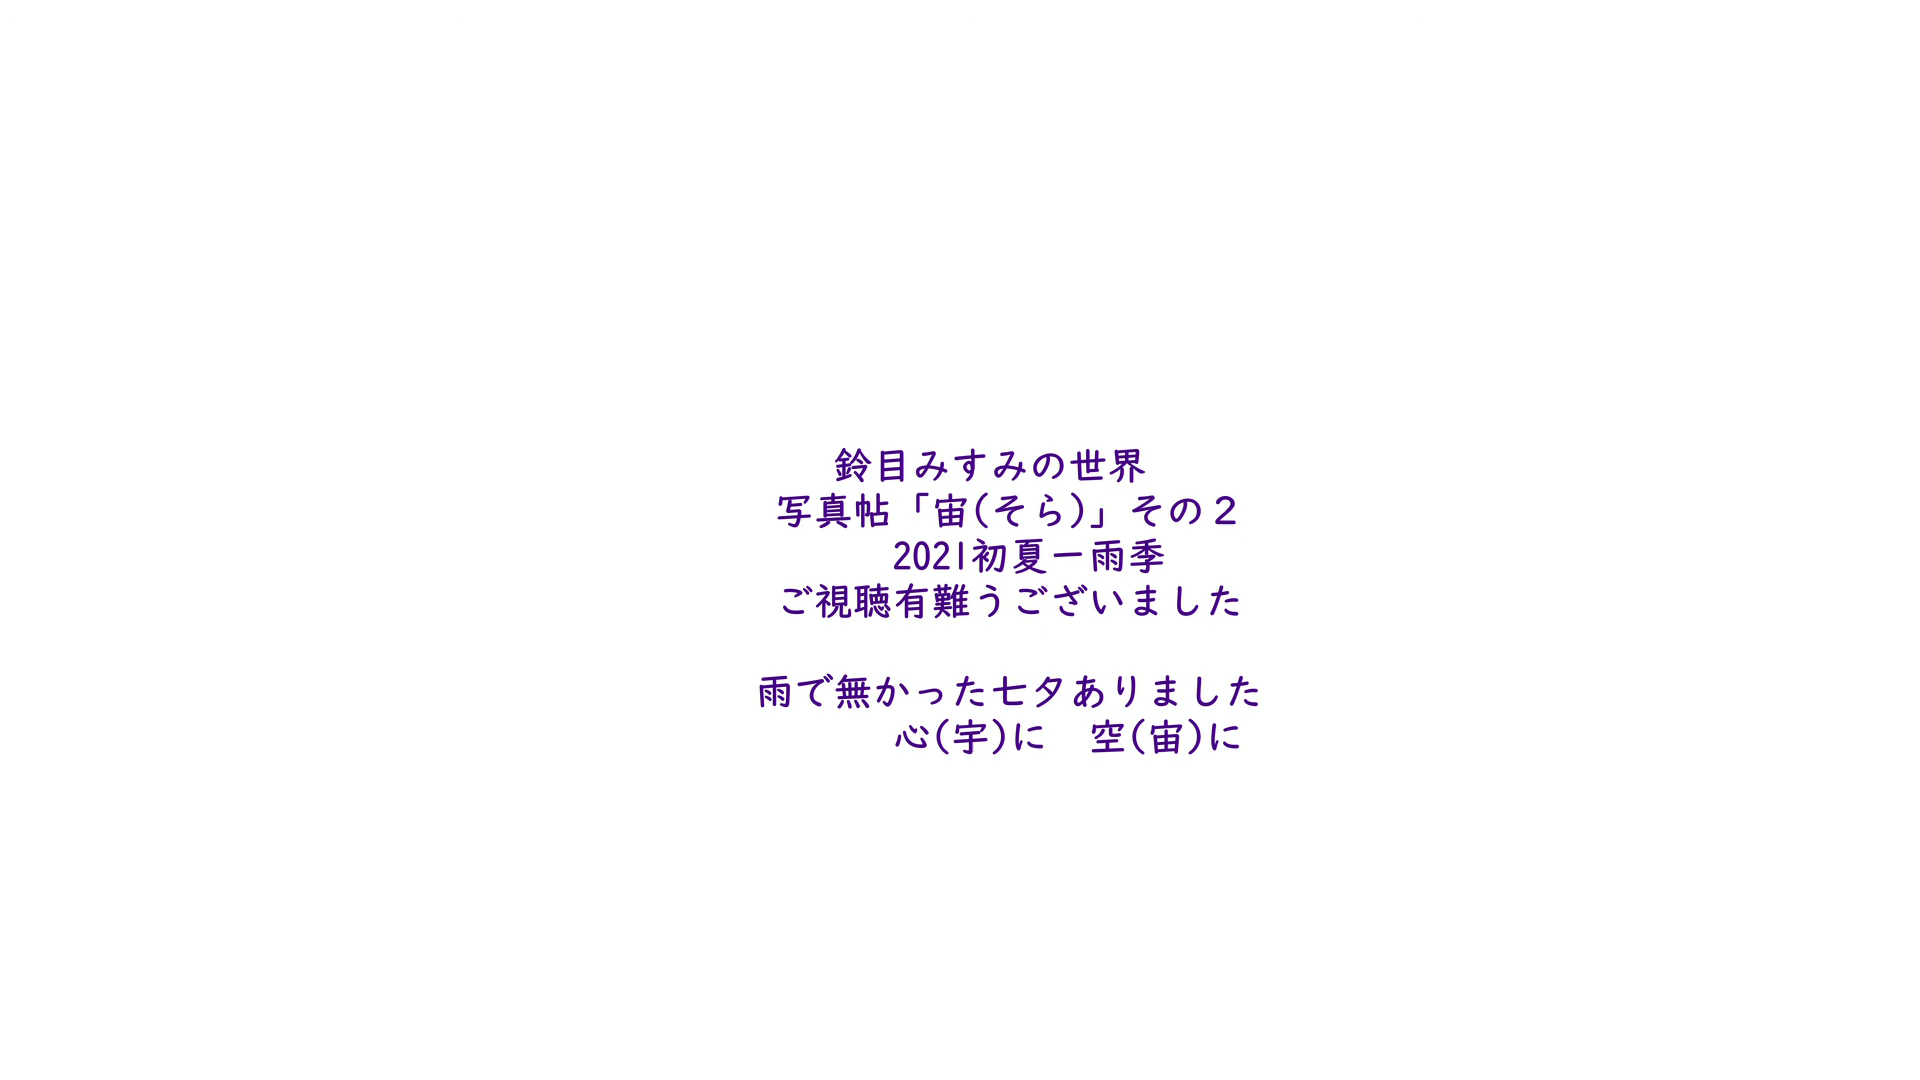 鈴目みすみの世界
写真帖「宙(そら)」その２
2021初夏ー雨季
ご視聴有難うございました
雨で無かった七夕ありました
心(宇)に　空(宙)に